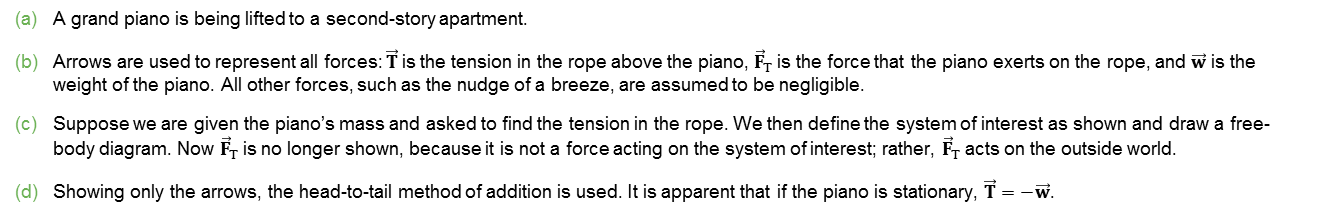 (a) A grand piano is being lifted to a second-story apartment.
(b) Arrows are used to represent all forces: T⃗ is the tension in the rope above the piano, F⃗_T is the force that the piano exerts on the rope, and w⃗ is the
weight of the piano. All other forces, such as the nudge of a breeze, are assumed to be negligible.
(c) Suppose we are given the piano’s mass and asked to find the tension in the rope. We then define the system of interest as shown and draw a free-
body diagram. Now F⃗_T is no longer shown, because it is not a force acting on the system of interest; rather, F⃗_T acts on the outside world.
(d) Showing only the arrows, the head-to-tail method of addition is used. It is apparent that if the piano is stationary, T⃗ = −w⃗.